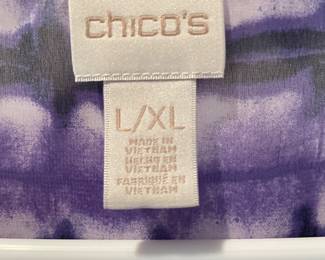 chico's
L/XL
MADE IN
VIETNAM
HECHO EN
VIETNAM
FABRIQUÉ EN
VIETNAM